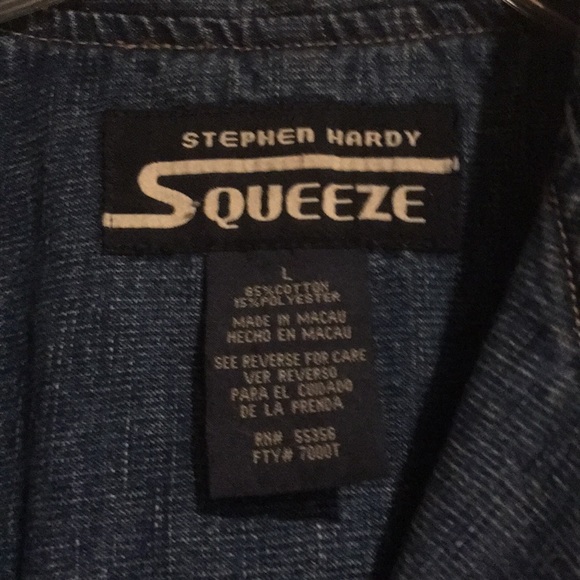 STEPHEN HARDY
SQUEEZE
L
85% COTTON
15% POLYESTER
MADE IN MACAU
HECHO EN MACAU
SEE REVERSE FOR CARE
VER REVERSO
PARA EL CUIDADO
DE LA PRENDA
RN# 55356
FTY# 7000T